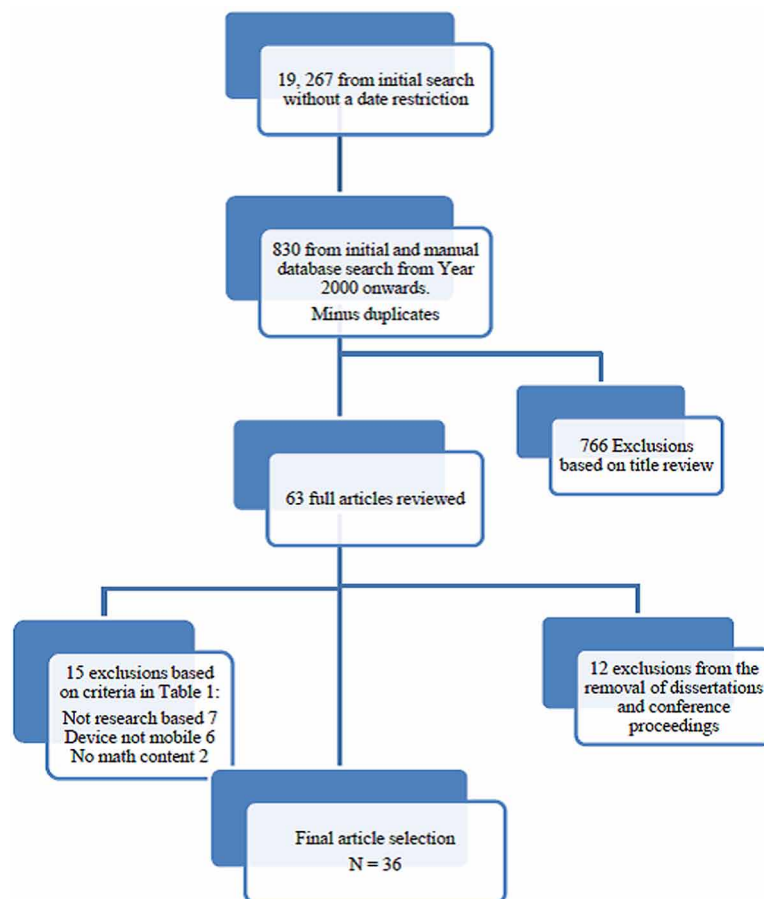 19, 267 from initial search
without a date restriction
830 from initial and manual
database search from Year
2000 onwards.
Minus duplicates
766 Exclusions
based on title review
63 full articles reviewed
15 exclusions based
on criteria in Table 1:
Not research based 7
Device not mobile 6
No math content 2
12 exclusions from the
removal of dissertations
and conference
proceedings
Final article selection
N = 36